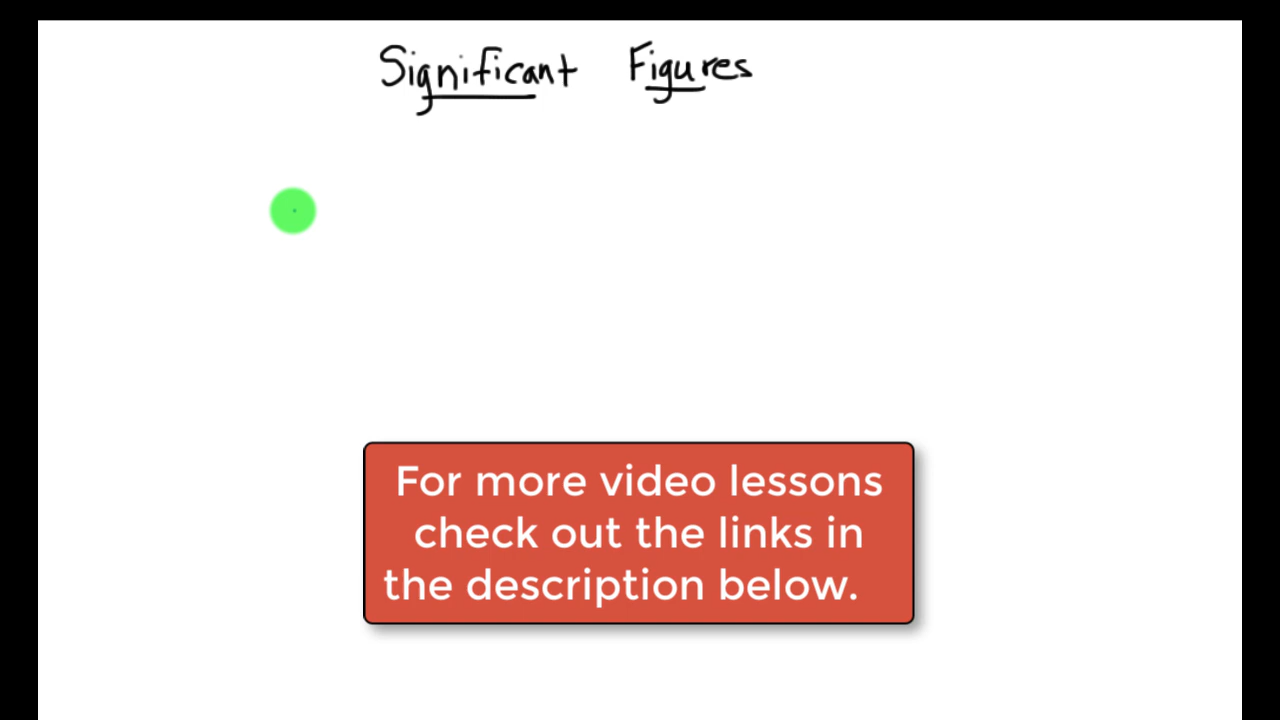 Significant Figures
For more video lessons
check out the links in
the description below.